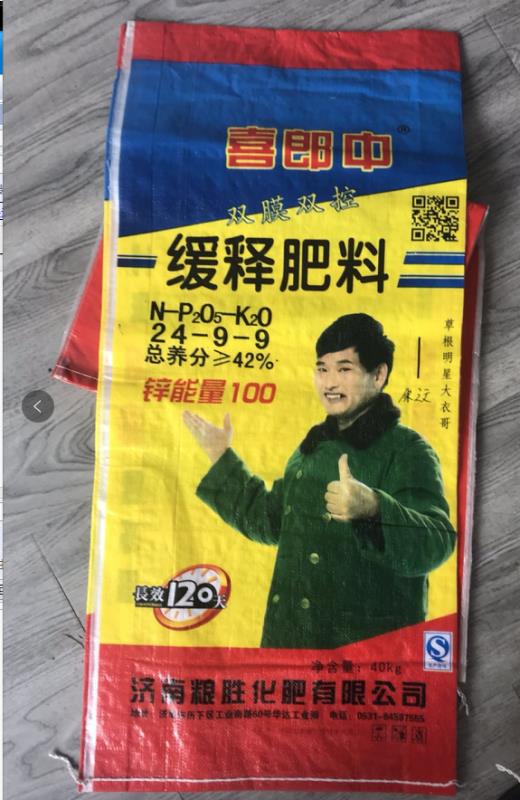 喜郎中®
双膜双控
缓释肥料
N-P₂O₅-K₂O
24-9-9
总养分≥42%
锌能量100
草根明星大衣哥
長效120天
净含量：40kg
济南粮胜化肥有限公司